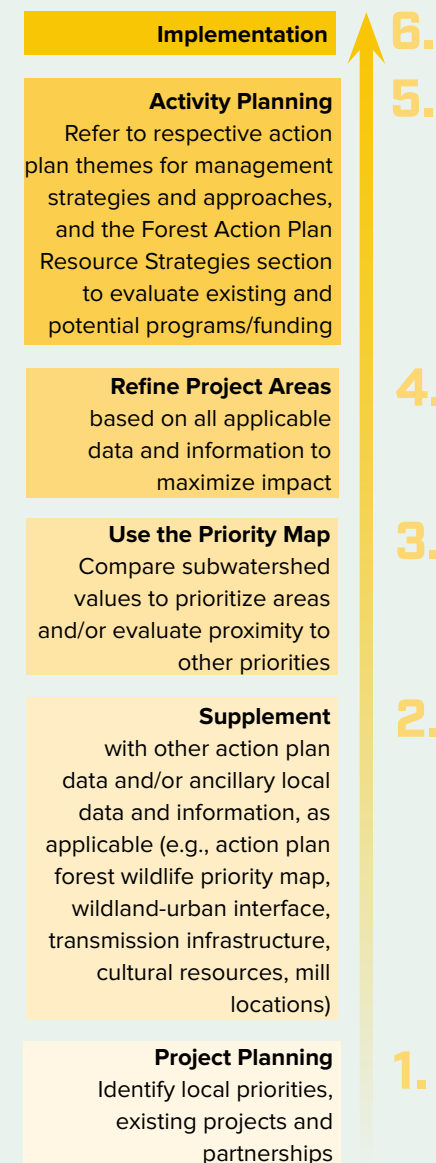 Implementation
6.
Activity Planning
5.
Refer to respective action
plan themes for management
strategies and approaches,
and the Forest Action Plan
Resource Strategies section
to evaluate existing and
potential programs/funding
Refine Project Areas
4.
based on all applicable
data and information to
maximize impact
Use the Priority Map
3.
Compare subwatershed
values to prioritize areas
and/or evaluate proximity to
other priorities
Supplement
2.
with other action plan
data and/or ancillary local
data and information, as
applicable (e.g., action plan
forest wildlife priority map,
wildland-urban interface,
transmission infrastructure,
cultural resources, mill
locations)
Project Planning
1.
Identify local priorities,
existing projects and
partnerships